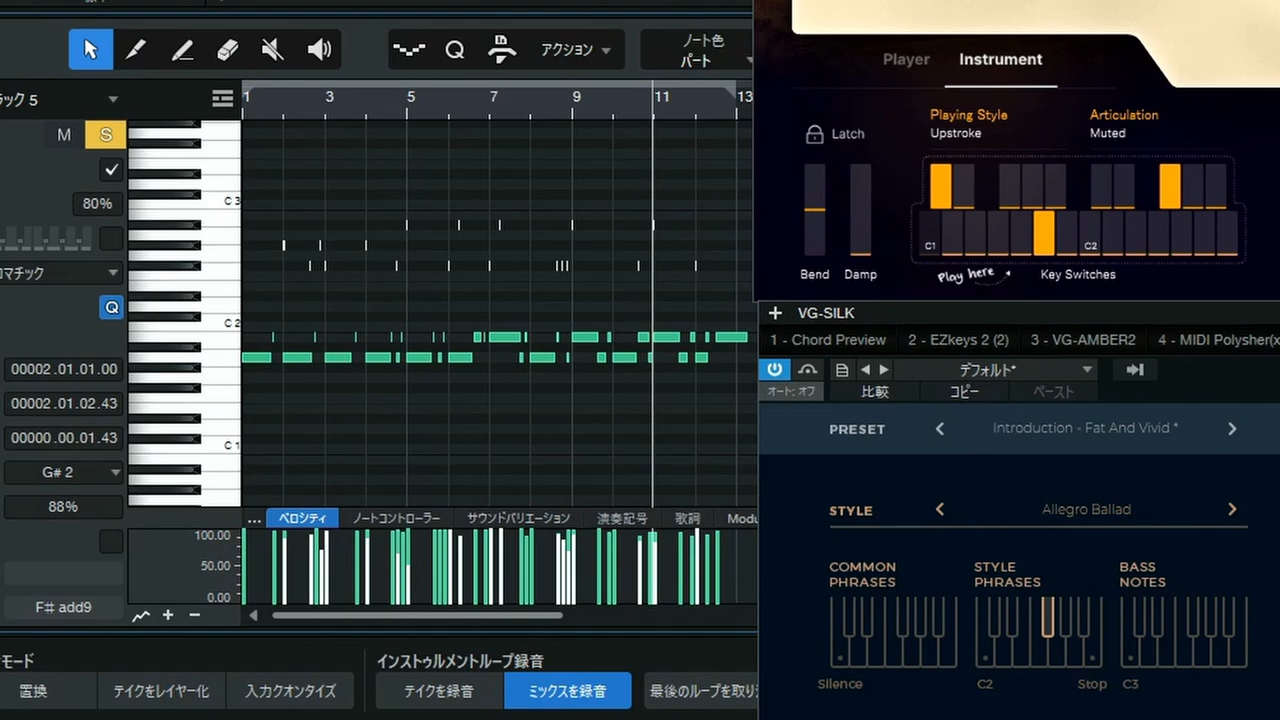 アクション
ノート色
パート
ラック 5
1 3 5 7 9 11 13
M S
80%
C 3
ロマチック
Q
C 2
00002 .01.01.00
00002 .01.02.43
00000 .00.01.43
C 1
G# 2
88%
... ベロシティ ノートコントローラー サウンドバリエーション 演奏記号 歌詞 Modu
100.00
50.00
0.00
F# add9
モード
置換 テイクをレイヤー化 入力クオンタイズ
インストゥルメントループ録音
テイクを録音 ミックスを録音 最後のループを取り
Player Instrument
Latch
Playing Style
Upstroke
Articulation
Muted
C1 C2
Bend Damp
Play here Key Switches
+ VG-SILK
1 - Chord Preview 2 - EZkeys 2 (2) 3 - VG-AMBER2 4 - MIDI Polysher(x
デフォルト*
オート: オフ 比較 コピー ペースト
PRESET < Introduction - Fat And Vivid * >
STYLE < Allegro Ballad >
COMMON
PHRASES
STYLE
PHRASES
BASS
NOTES
Silence C2 Stop C3